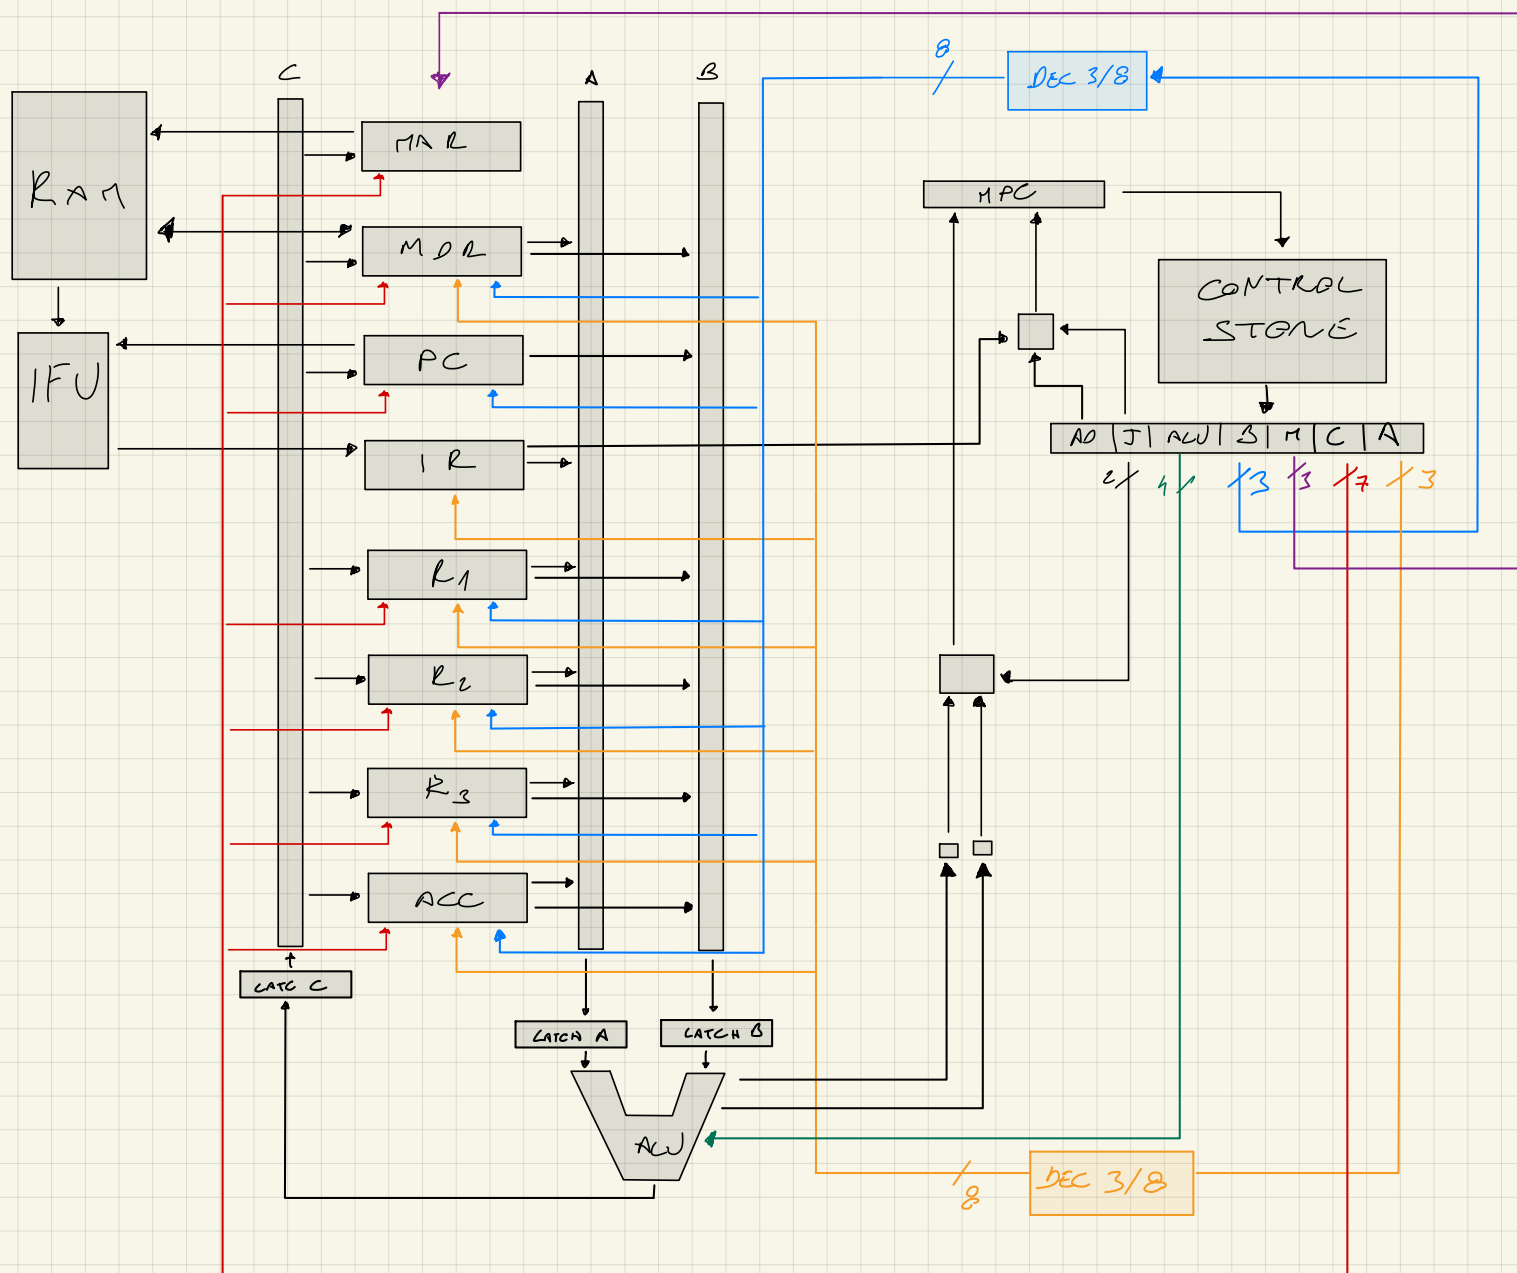 8
DEC 3/8
C
A
B
MAR
RAM
MPC
MDR
CONTROL
STONE
PC
IFU
AD J ALU B M C A
IR
2 4 3 3 7 3
R1
R2
R3
ACC
LATC C
LATCH A
LATCH B
ALU
DEC 3/8
8